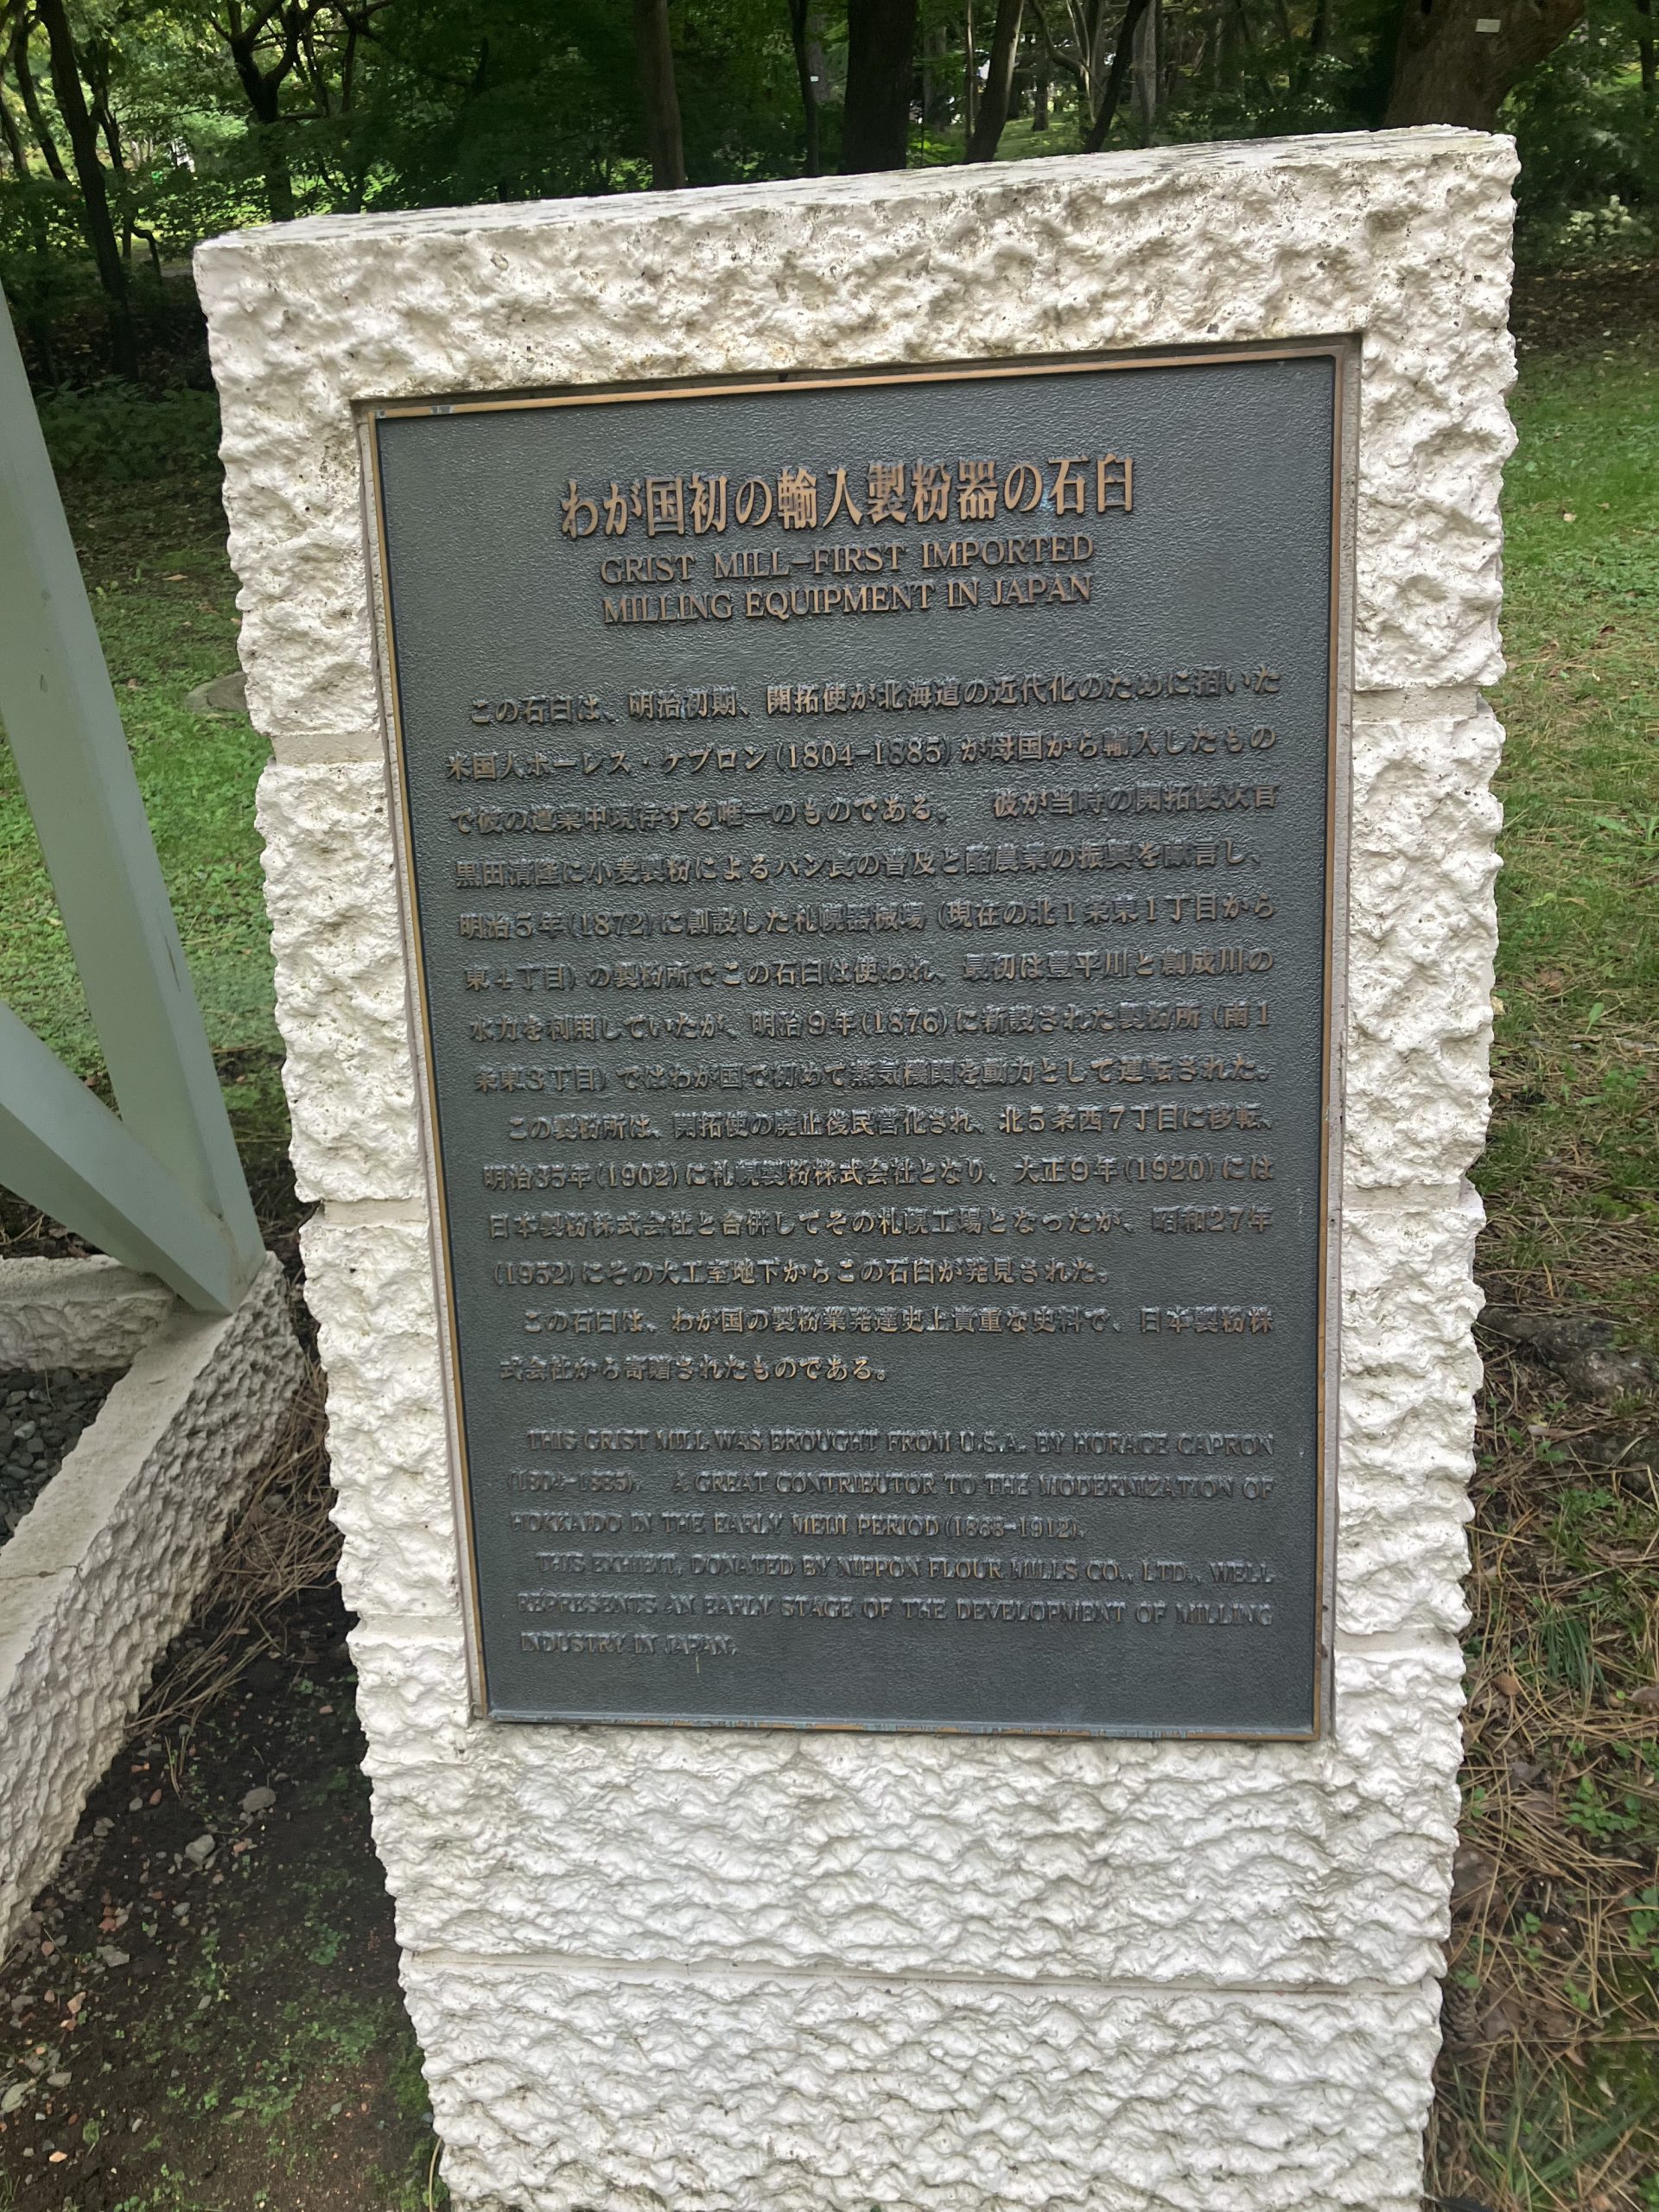 わが国初の輸入製粉器の石臼
GRIST MILL–FIRST IMPORTED
MILLING EQUIPMENT IN JAPAN
この石臼は、明治初期、開拓使が北海道の近代化のために招いた
米国人ホーレス・ケプロン(1804-1885)が母国から輸入したもの
で彼の遺業中現存する唯一のものである。 彼が当時の開拓使次官
黒田清隆に小麦製粉によるパン食の普及と酪農業の振興を献言し、
明治5年(1872)に創設した札幌器械場(現在の北1条東1丁目から
東4丁目)の製粉所でこの石臼は使われ、最初は豊平川と創成川の
水力を利用していたが、明治9年(1876)に新設された製粉所(南1
条東3丁目)ではわが国で初めて蒸気機関を動力として運転された。
この製粉所は、開拓使の廃止後民営化され、北5条西7丁目に移転、
明治35年(1902)に札幌製粉株式会社となり、大正9年(1920)には
日本製粉株式会社と合併してその札幌工場となったが、昭和27年
(1952)にその大工室地下からこの石臼が発見された。
この石臼は、わが国の製粉業発達史上貴重な史料で、日本製粉株
式会社から寄贈されたものである。
THIS GRIST MILL WAS BROUGHT FROM U.S.A. BY HORACE CAPRON
(1804-1885). A GREAT CONTRIBUTOR TO THE MODERNIZATION OF
HOKKAIDO IN THE EARLY MEIJI PERIOD(1868-1912).
THIS EXHIBIT, DONATED BY NIPPON FLOUR MILLS CO., LTD., WELL
REPRESENTS AN EARLY STAGE OF THE DEVELOPMENT OF MILLING
INDUSTRY IN JAPAN.